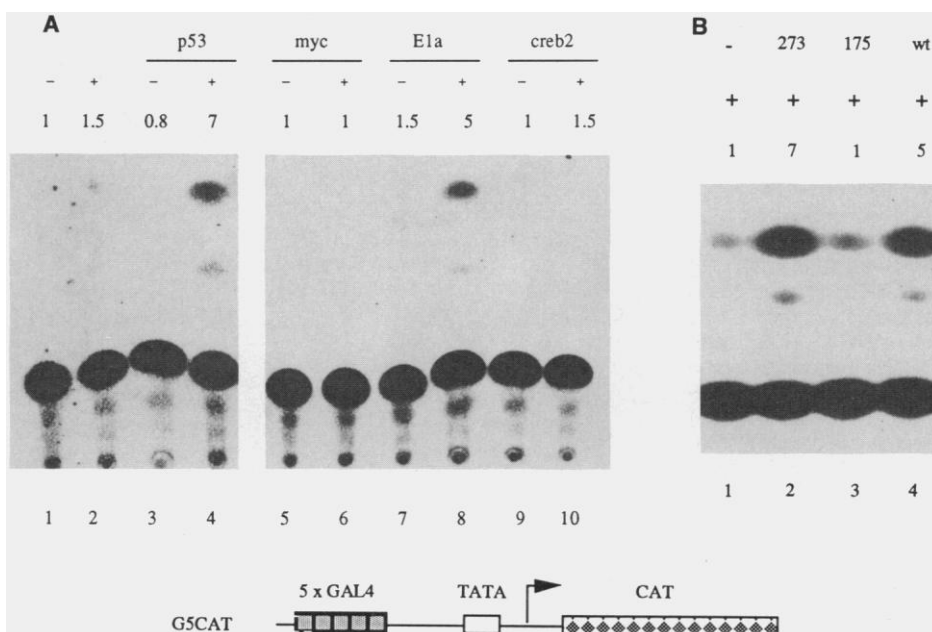 A
p53 myc E1a creb2
− + − + − + − + − +
1 1.5 0.8 7 1 1 1.5 5 1 1.5
1 2 3 4 5 6 7 8 9 10
B
- 273 175 wt
+ + + +
1 7 1 5
1 2 3 4
5 x GAL4 TATA CAT
G5CAT